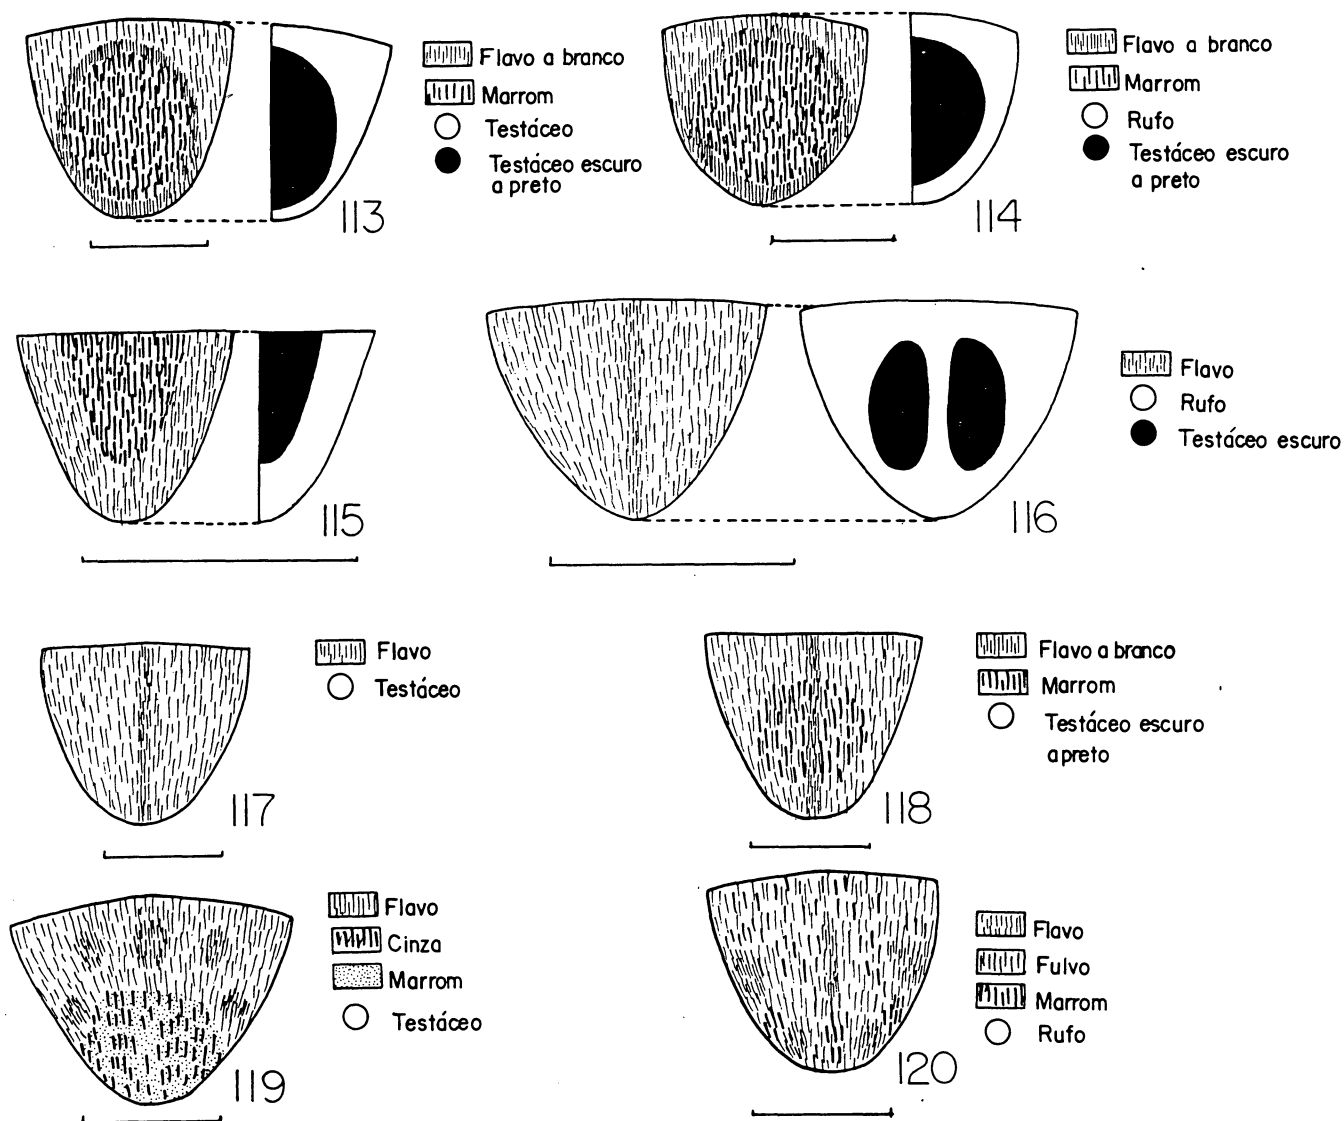 Flavo a branco
Marrom
Testáceo
Testáceo escuro
a preto
113
Flavo a branco
Marrom
Rufo
Testáceo escuro
a preto
114
115
Flavo
Rufo
Testáceo escuro
116
Flavo
Testáceo
117
Flavo a branco
Marrom
Testáceo escuro
a preto
118
Flavo
Cinza
Marrom
Testáceo
119
Flavo
Fulvo
Marrom
Rufo
120